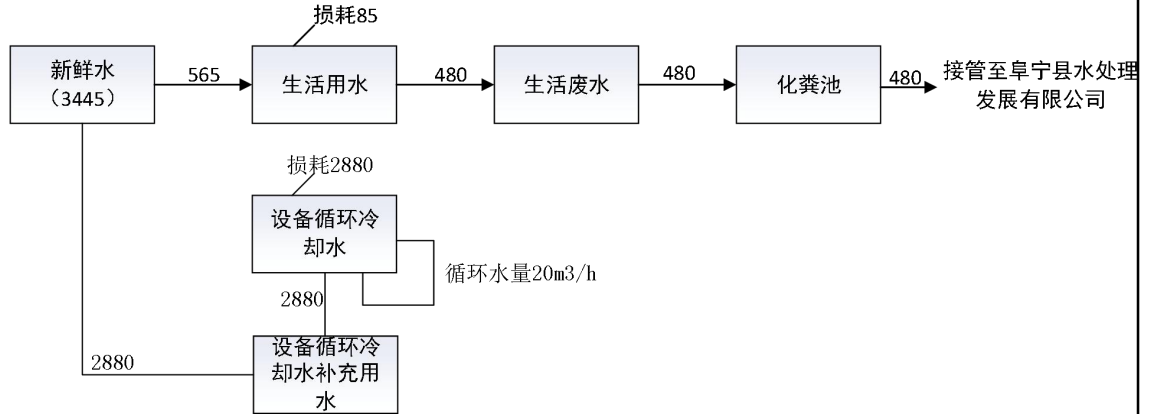 损耗85
新鲜水
（3445）
565
生活用水
480
生活废水
480
化粪池
480
接管至阜宁县水处理
发展有限公司
损耗2880
设备循环冷
却水
循环水量20m3/h
2880
设备循环冷
却水补充用
水
2880